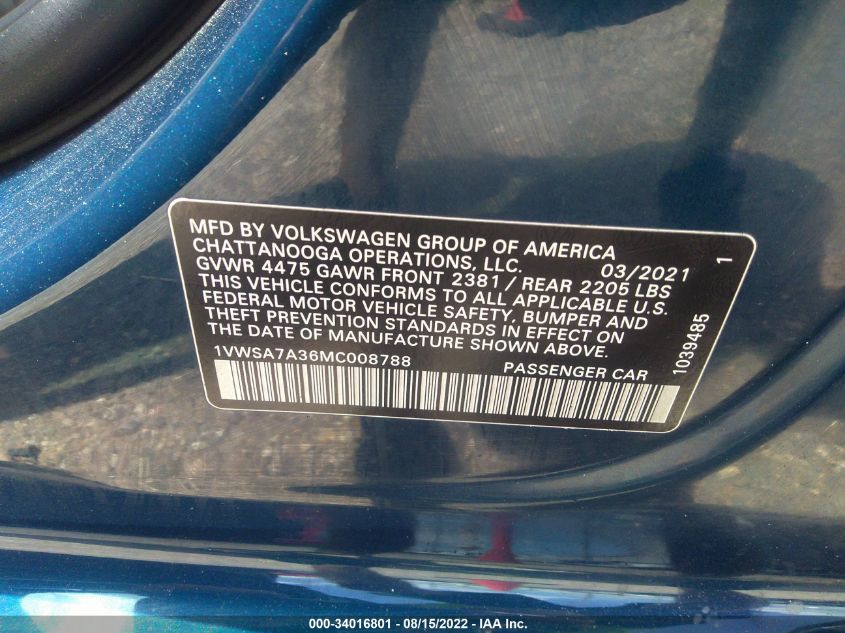 MFD BY VOLKSWAGEN GROUP OF AMERICA
CHATTANOOGA OPERATIONS, LLC. 03/2021 1
GVWR 4475 GAWR FRONT 2381 / REAR 2205 LBS
THIS VEHICLE CONFORMS TO ALL APPLICABLE U.S.
FEDERAL MOTOR VEHICLE SAFETY, BUMPER AND
THEFT PREVENTION STANDARDS IN EFFECT ON
THE DATE OF MANUFACTURE SHOWN ABOVE.
1039485
1VWSA7A36MC008788 PASSENGER CAR
000-34016801 - 08/15/2022 - IAA Inc.